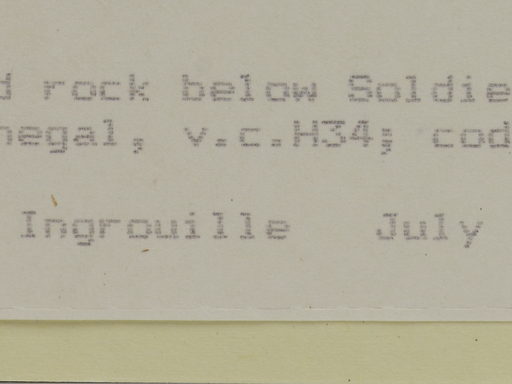 d rock below Soldie
negal, v.c.H34; cod
Ingrouille July